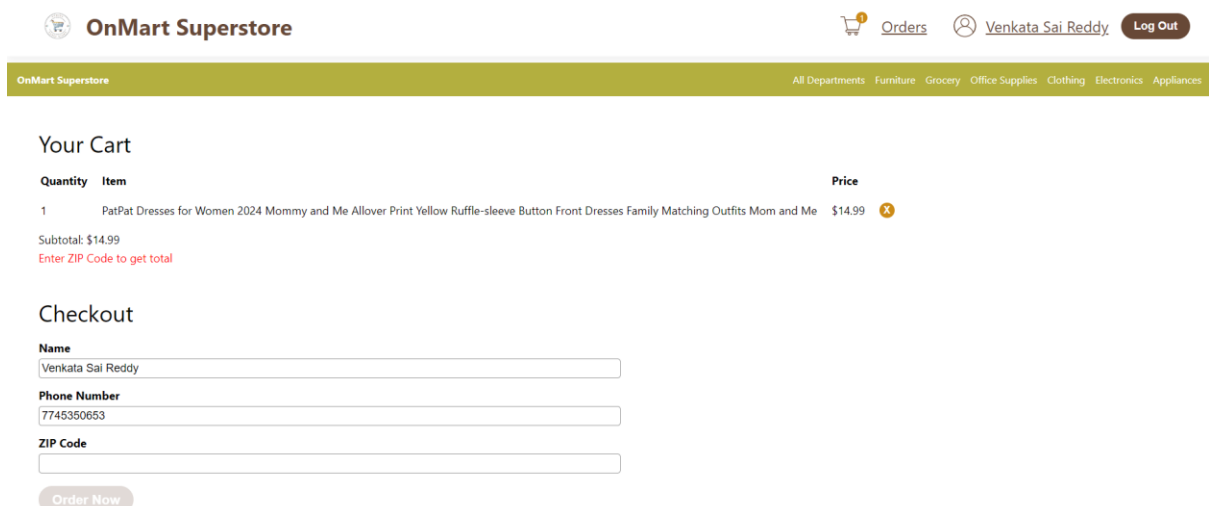 OnMart Superstore
1
Orders
Venkata Sai Reddy
Log Out
OnMart Superstore
All Departments Furniture Grocery Office Supplies Clothing Electronics Appliances
Your Cart
Quantity Item Price
1 PatPat Dresses for Women 2024 Mommy and Me Allover Print Yellow Ruffle-sleeve Button Front Dresses Family Matching Outfits Mom and Me $14.99 X
Subtotal: $14.99
Enter ZIP Code to get total
Checkout
Name
Venkata Sai Reddy
Phone Number
7745350653
ZIP Code
Order Now